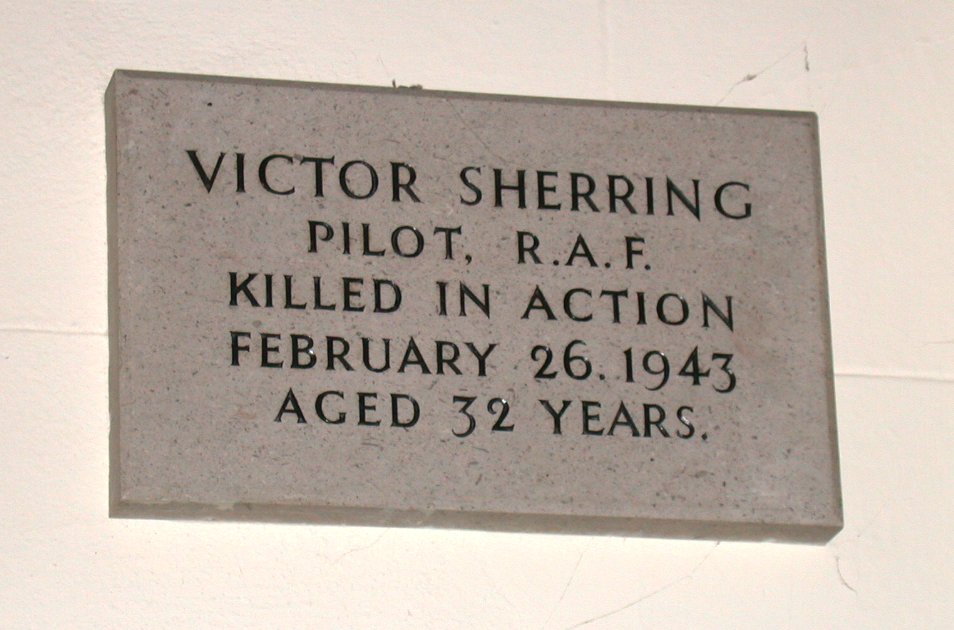 VICTOR SHERRING
PILOT, R.A.F.
KILLED IN ACTION
FEBRUARY 26. 1943
AGED 32 YEARS.